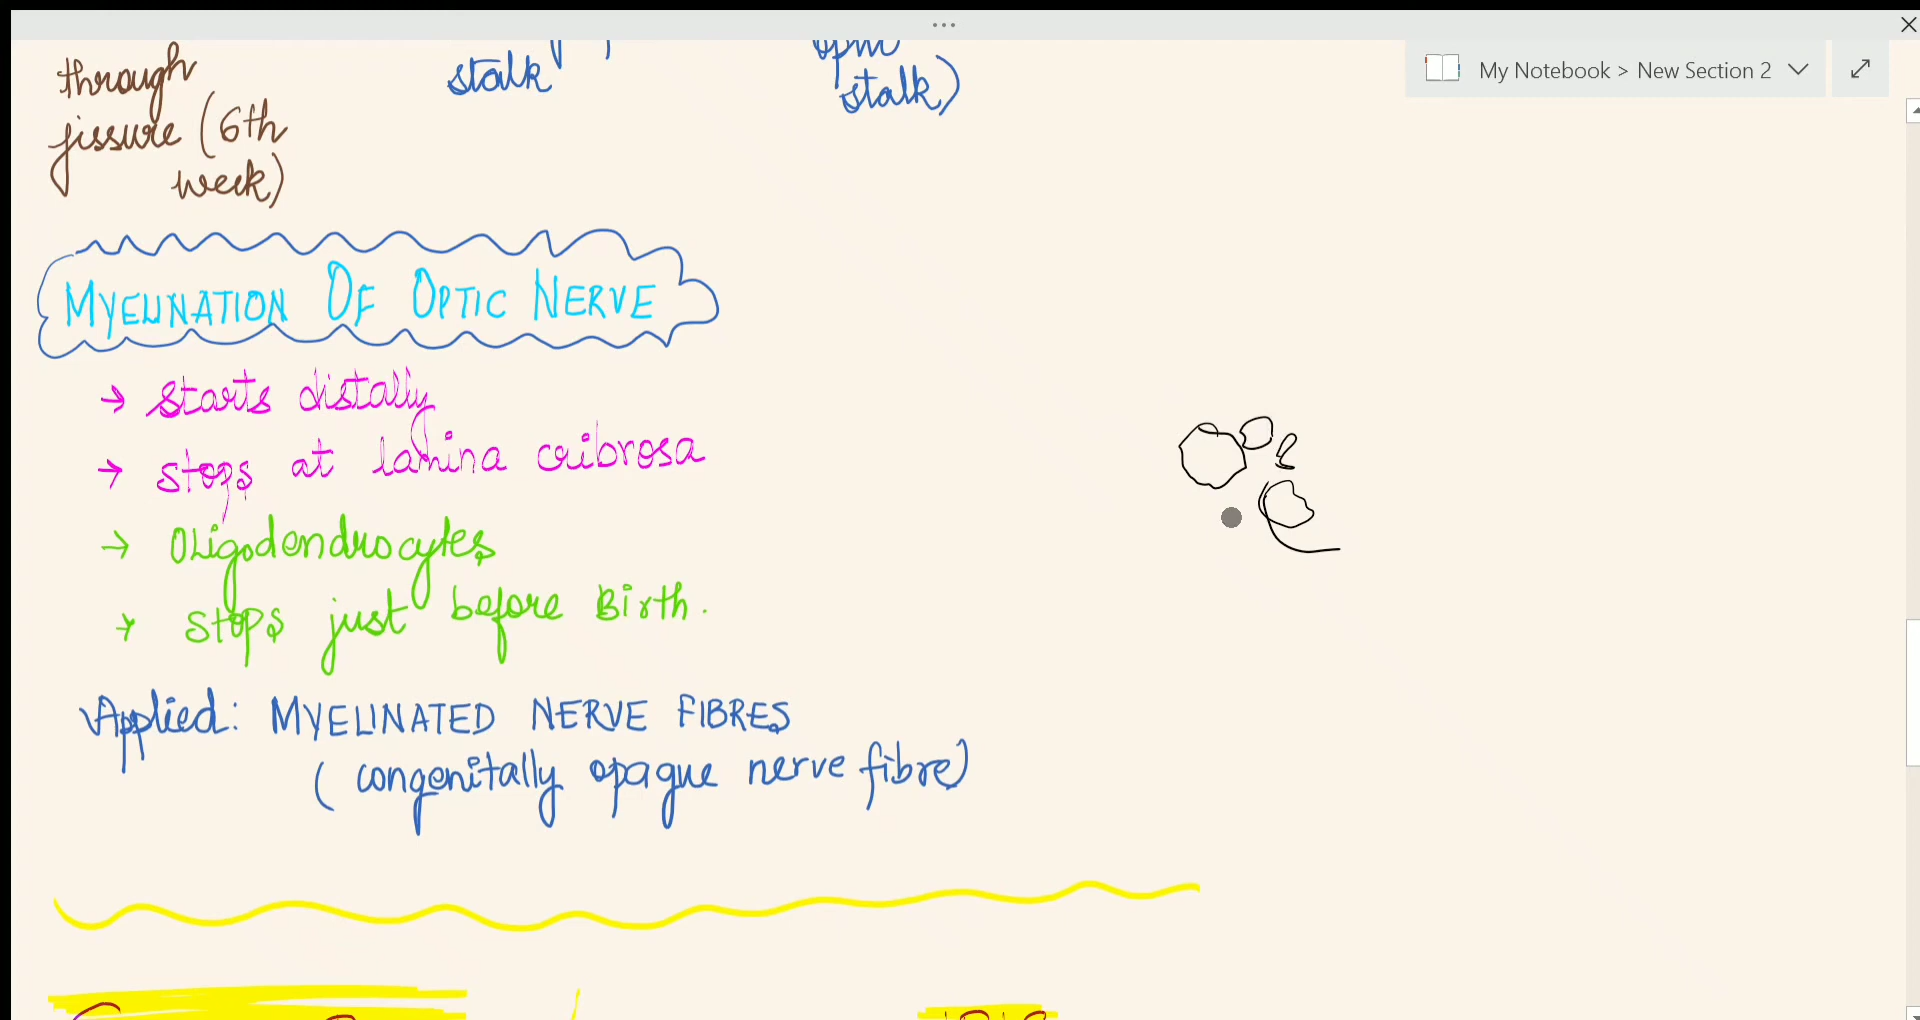 ...
My Notebook > New Section 2
through
fissure (6th
week)
stalk
stalk)
MYELINATION OF OPTIC NERVE
→ starts distally
→ stops at lamina cribrosa
→ Oligodendrocytes
→ stops just before Birth.
Applied: MYELINATED NERVE FIBRES
( congenitally opaque nerve fibre)